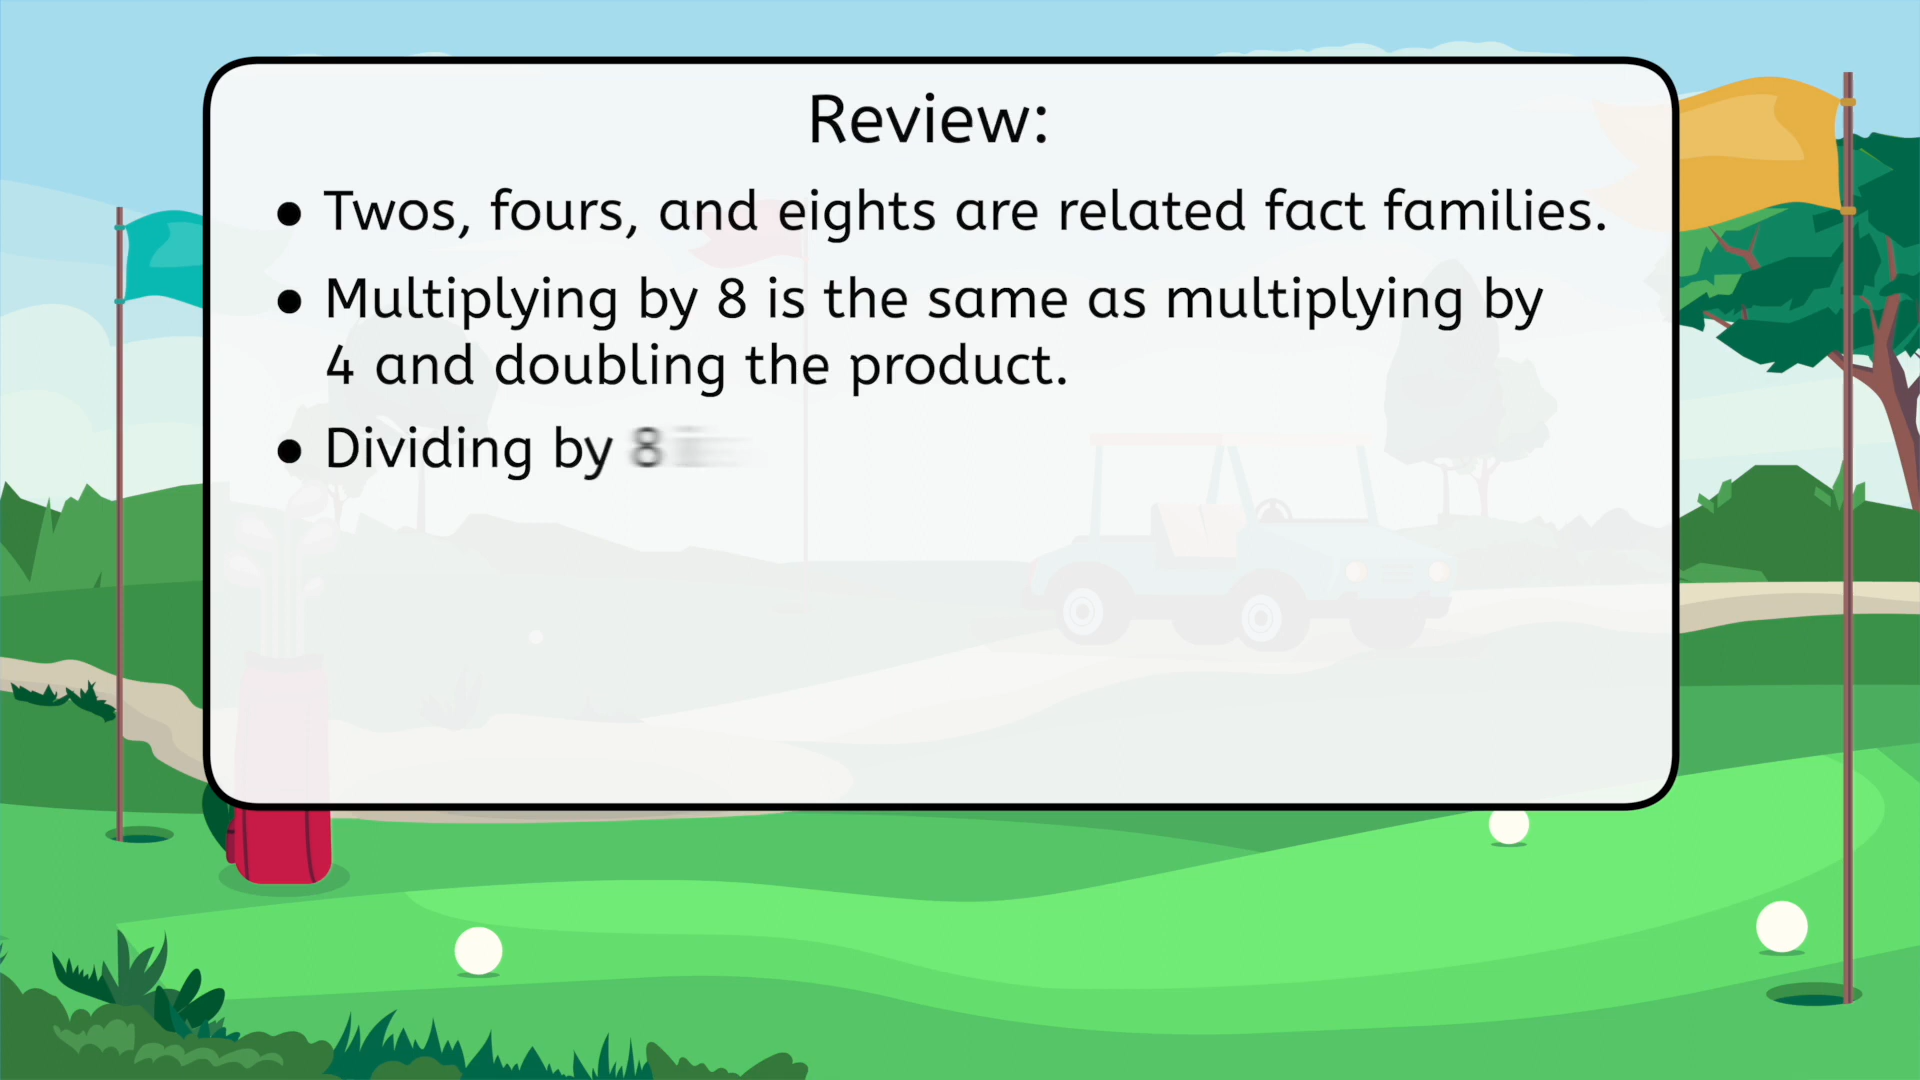 Review:
• Twos, fours, and eights are related fact families.
• Multiplying by 8 is the same as multiplying by
4 and doubling the product.
• Dividing by 8